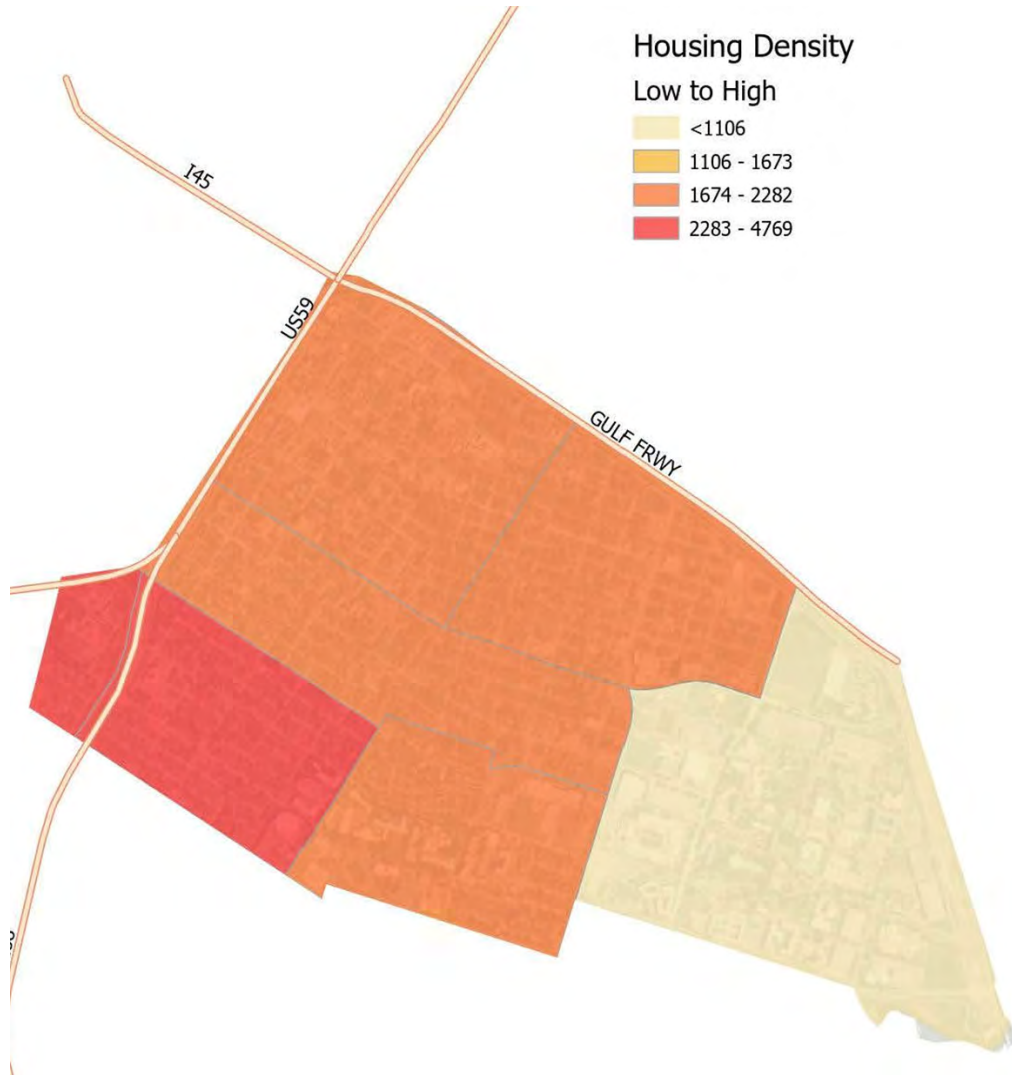 Housing Density
Low to High
<1106
1106 - 1673
1674 - 2282
2283 - 4769
I45
US59
GULF FRWY